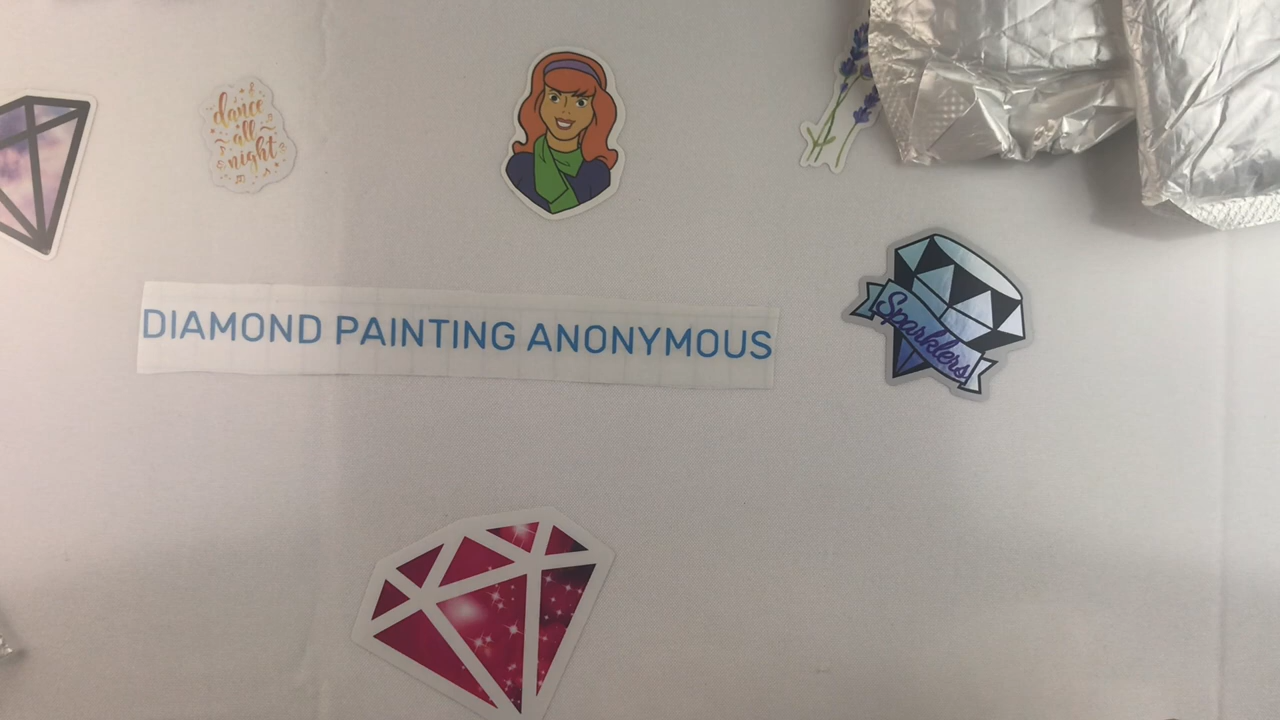 dance
all
night
DIAMOND PAINTING ANONYMOUS
Sparklers